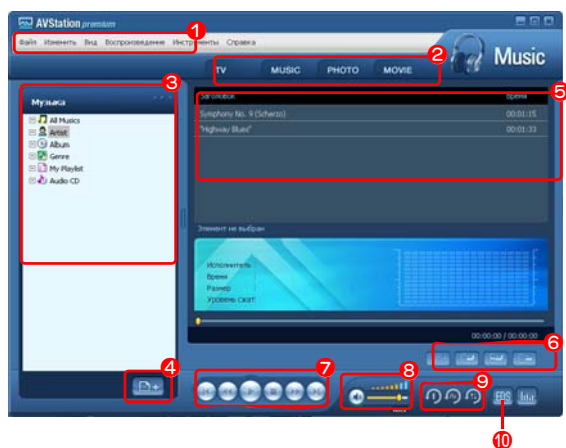 AVStation premium
Файл Изменить Вид Воспроизведение Инструменты Справка
1
Music
TV MUSIC PHOTO MOVIE
2
3
Музыка
All Musics
Artist
Album
Genre
My Playlist
Audio CD
Заголовок Время
5
Symphony No. 9 (Scherzo) 00:01:15
"Highway Blues" 00:01:33
Элемент не выбран
Исполнитель
Время
Размер
Уровень сжат
00:00:00 / 00:00:00
4
6
7
8
9
EDS
10